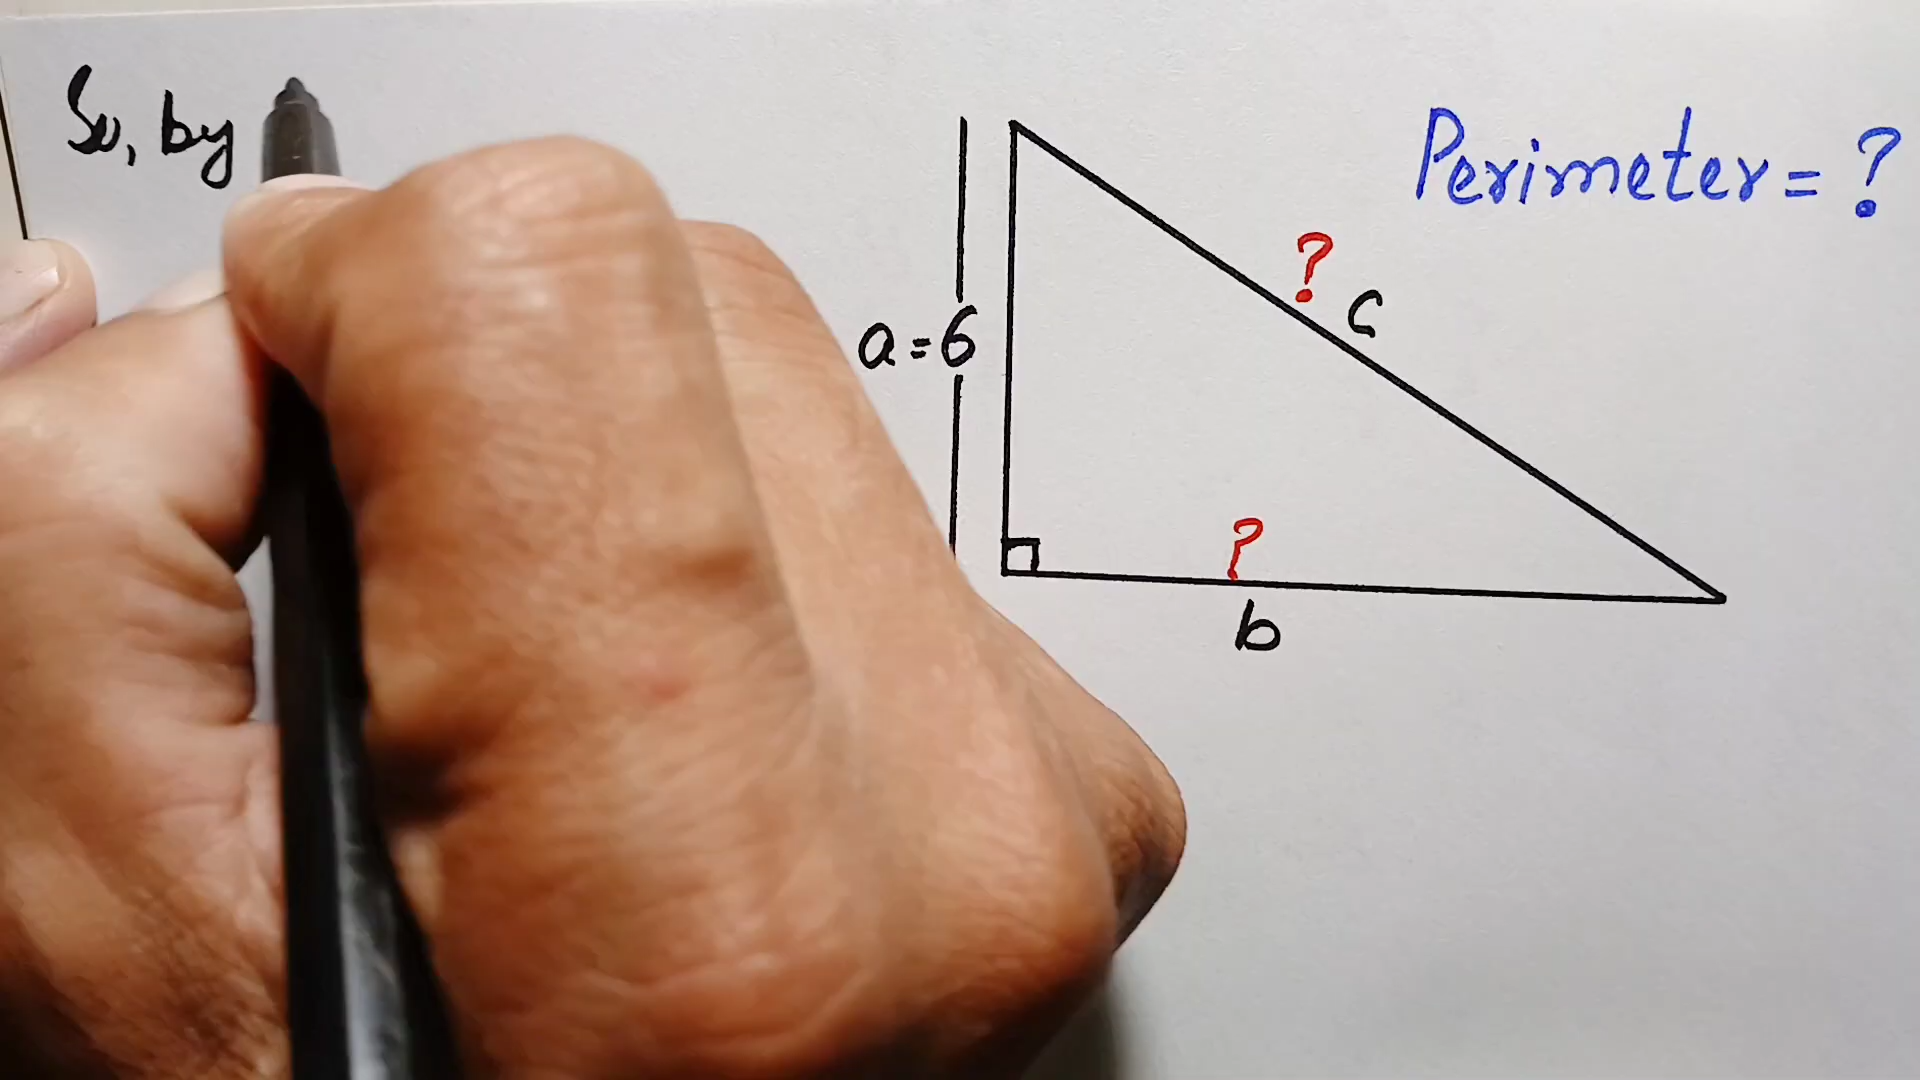 So, by
Perimeter = ?
? c
a = 6
?
b